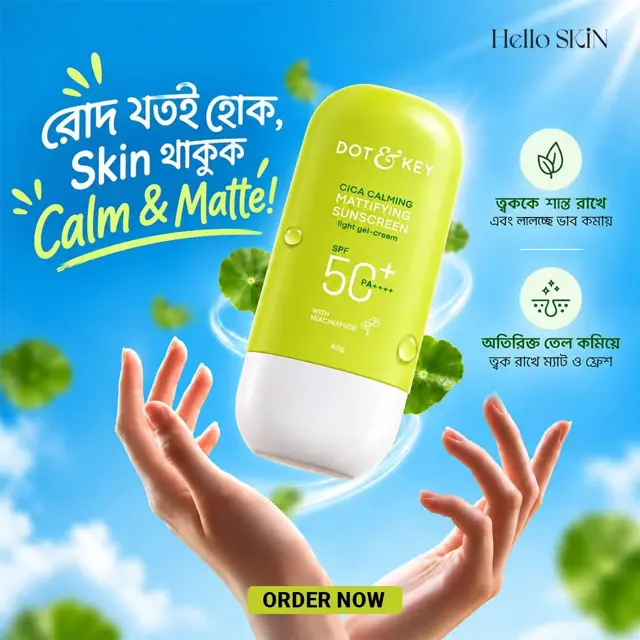 Hello SKiN
রোদ যতই হোক,
Skin থাকুক
Calm & Matte!
DOT & KEY
CICA CALMING
MATTIFYING
SUNSCREEN
light gel-cream
SPF
50+
PA++++
WITH
NIACINAMIDE
60g
ত্বককে শান্ত রাখে
এবং লালচ্ছে ভাব কমায়
অতিরিক্ত তেল কমিয়ে
ত্বক রাখে ম্যাট ও ফ্রেশ
ORDER NOW